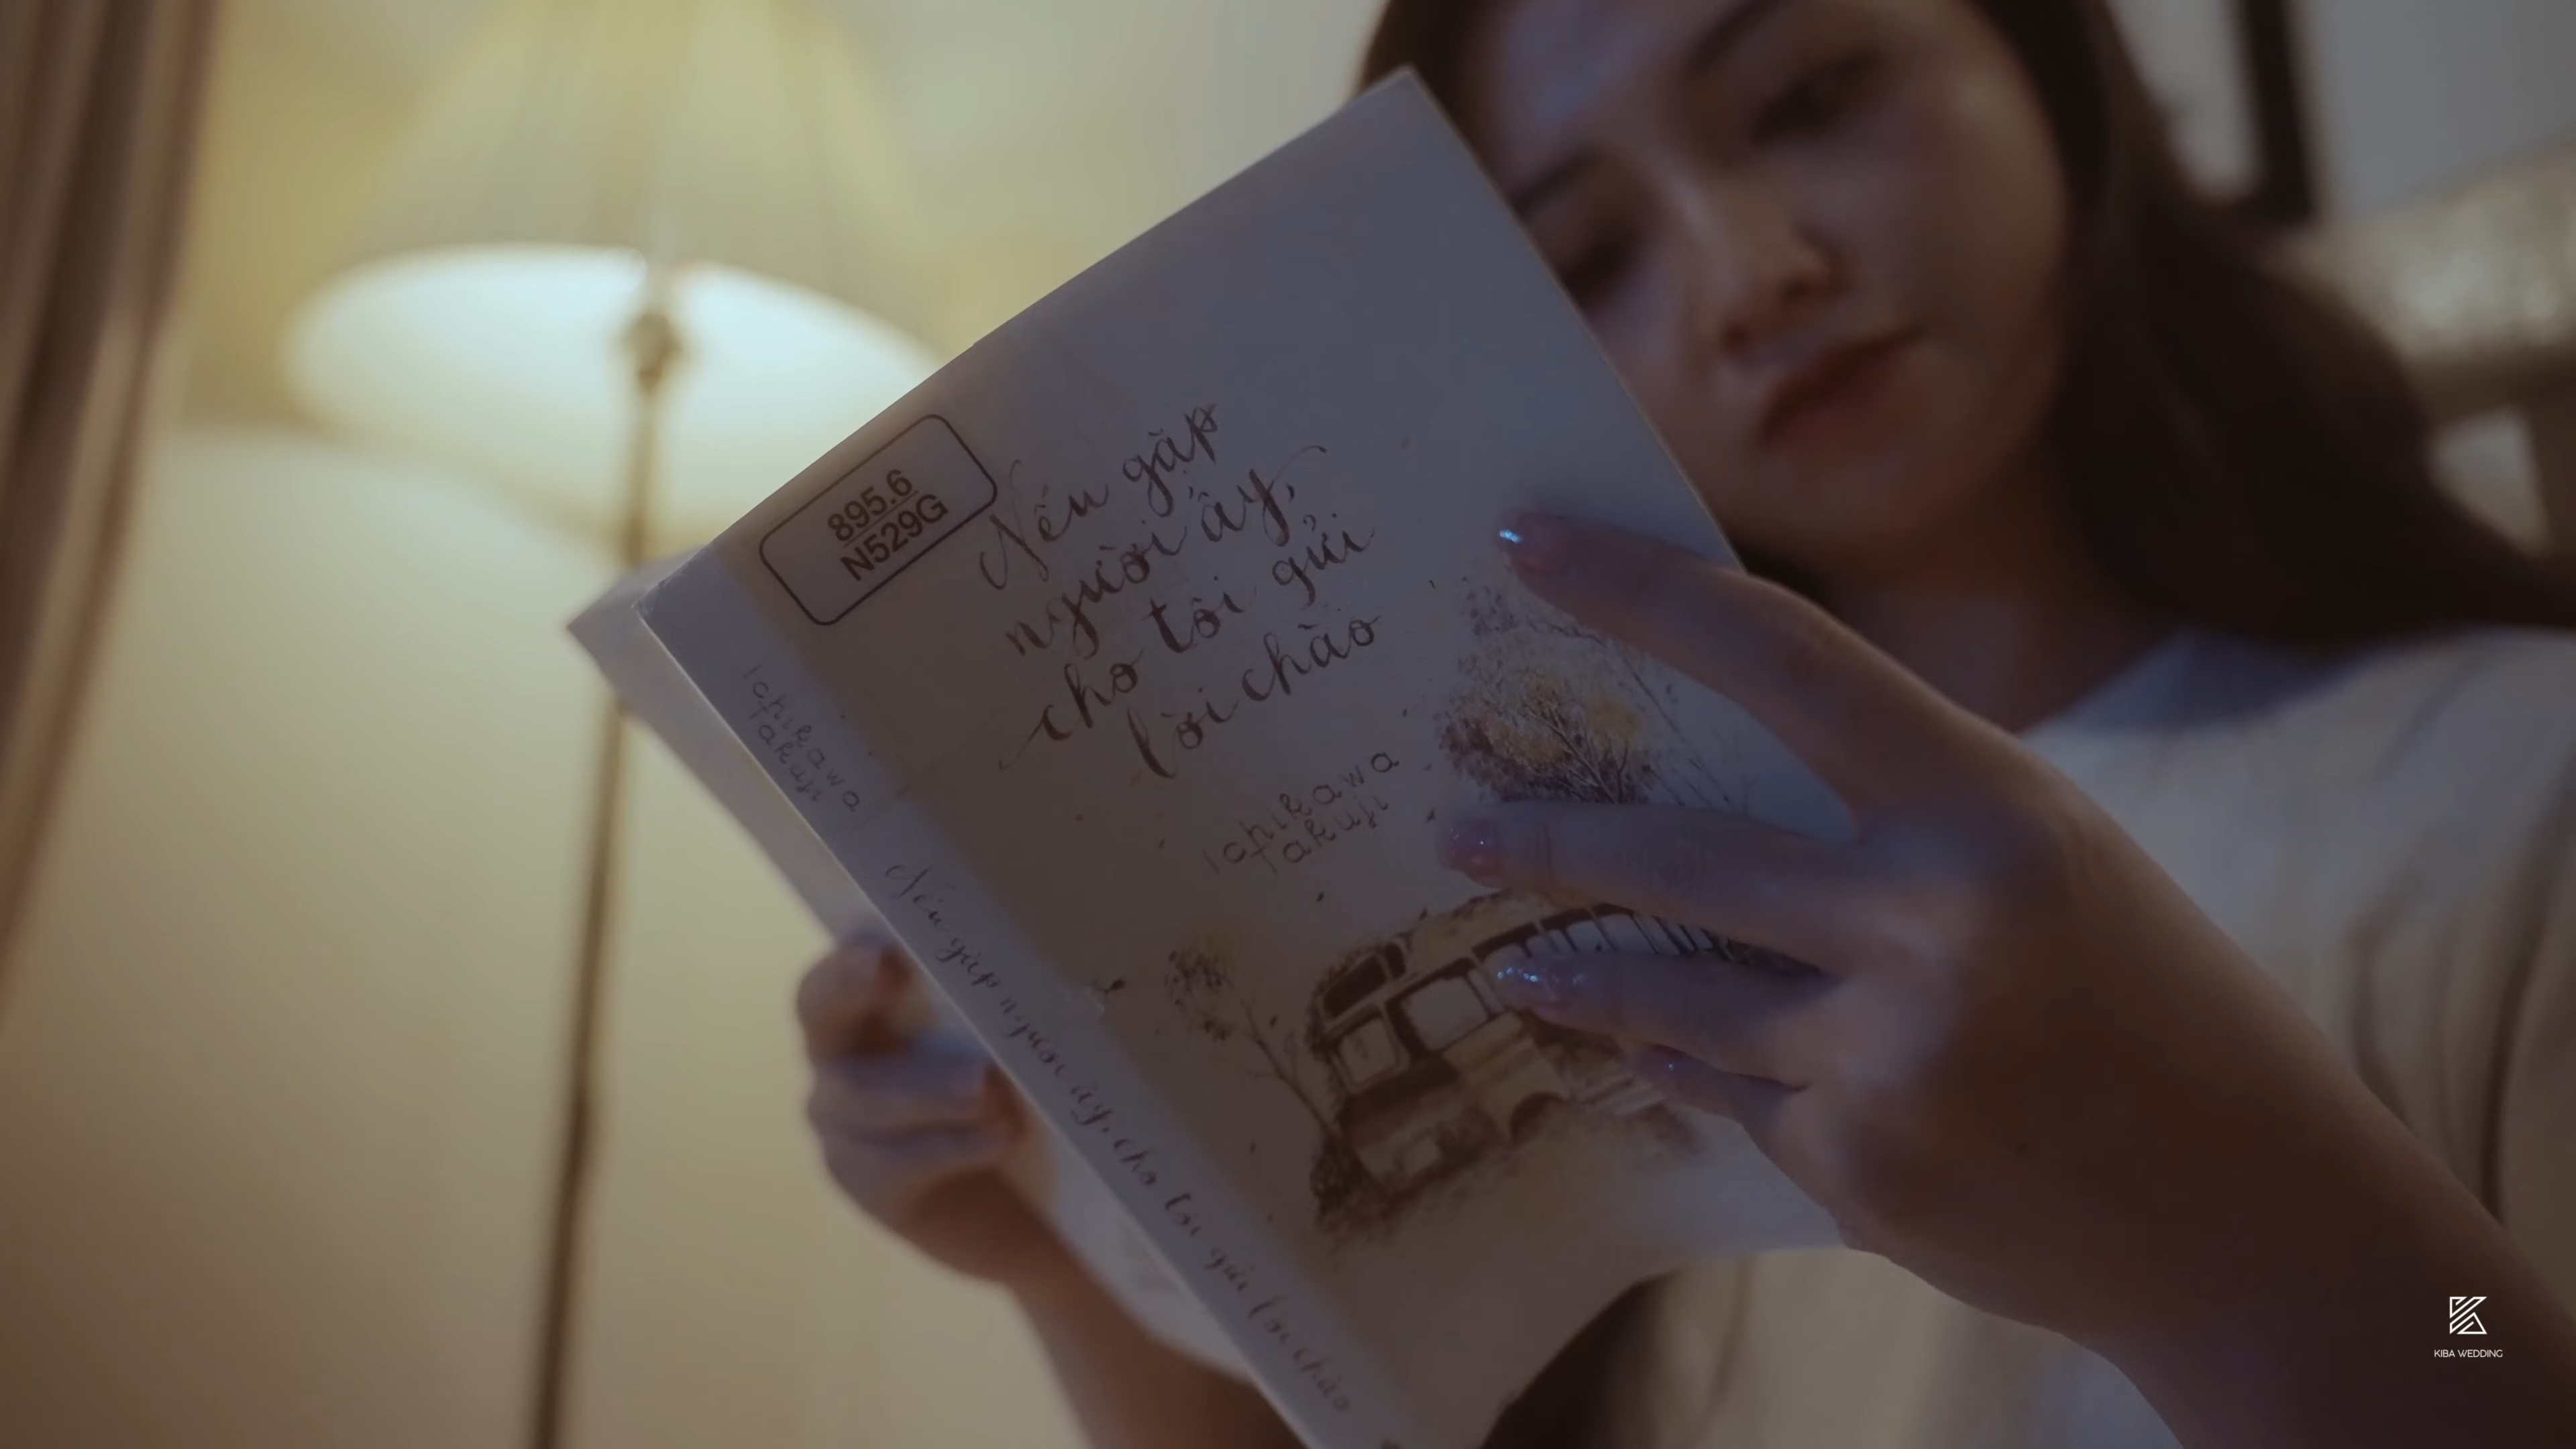 895.6
N529G
Nếu gặp
người ấy,
cho tôi gửi
lời chào
Ichikawa
Takuji
Ichikawa
Takuji
Nếu gặp người ấy, cho tôi gửi lời chào
KIBA WEDDING